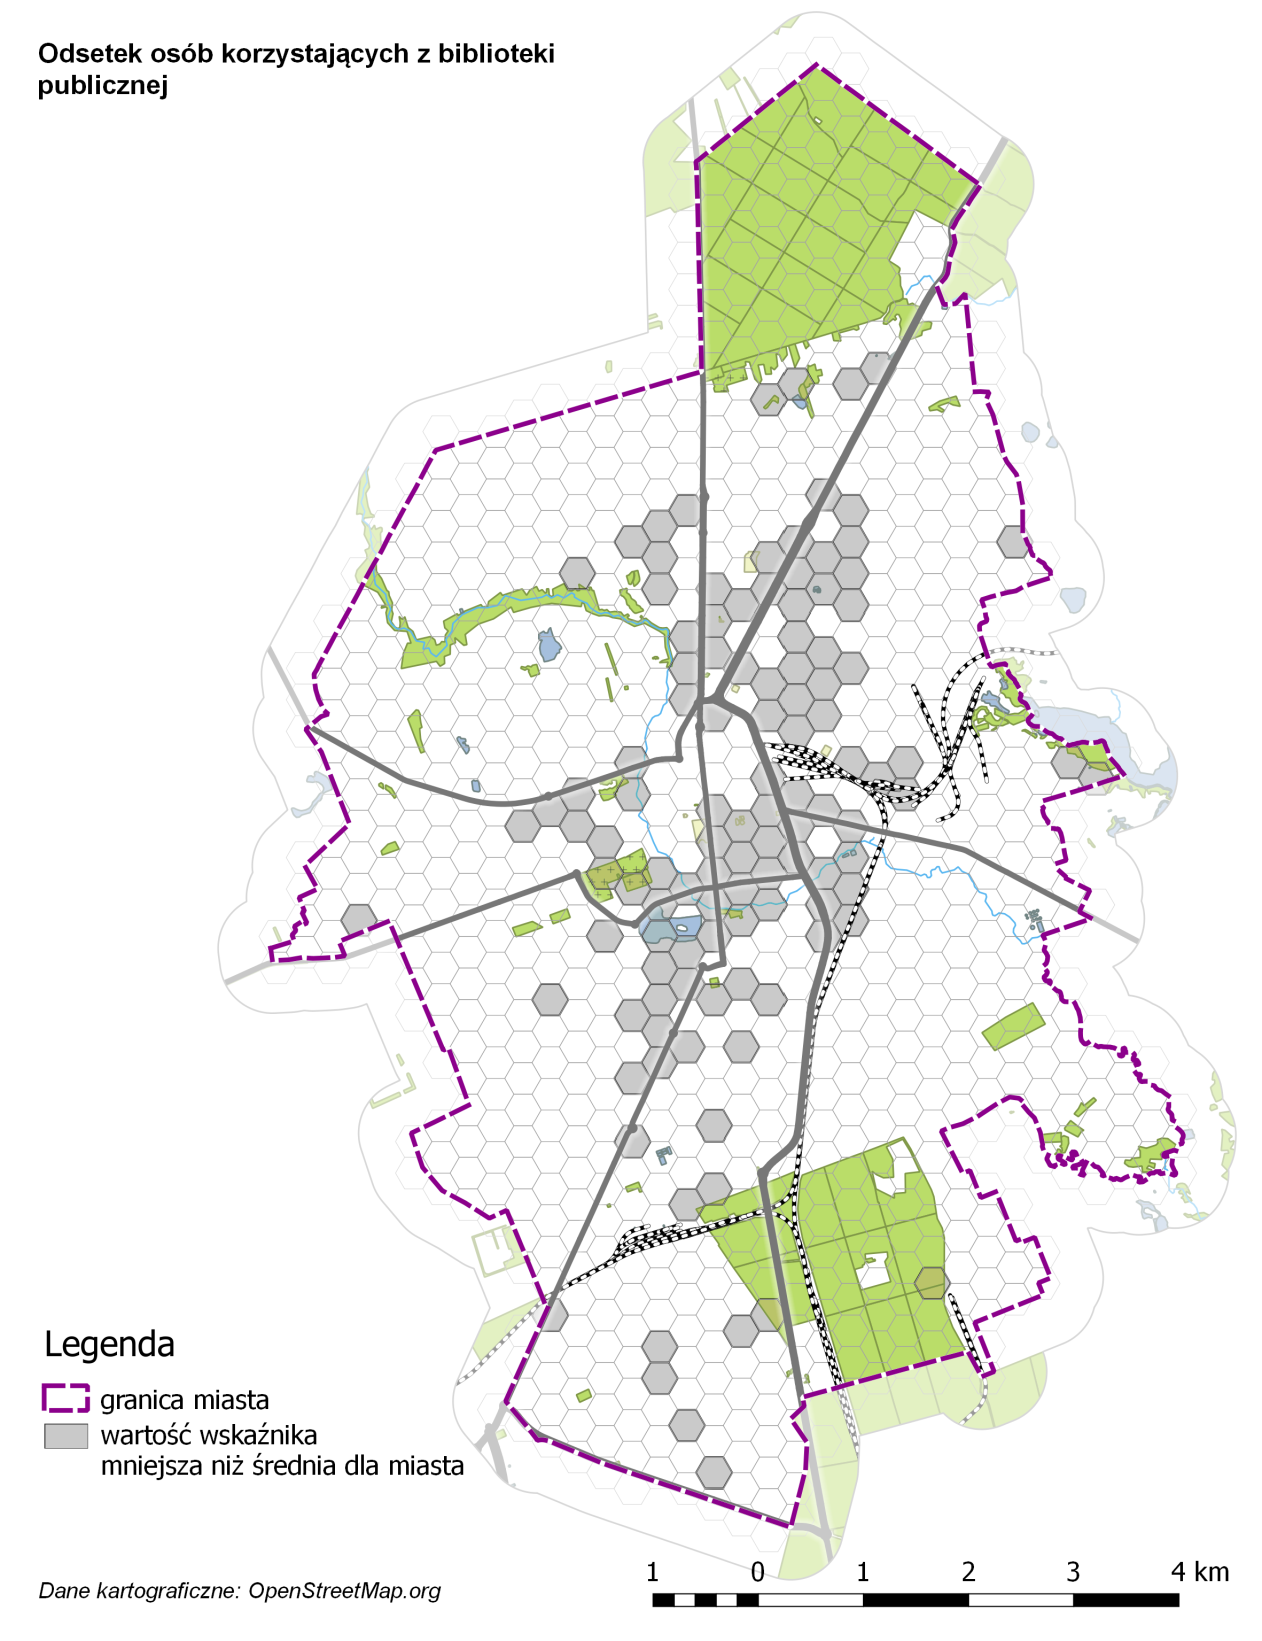 Odsetek osób korzystających z biblioteki
publicznej
Legenda
granica miasta
wartość wskaźnika
mniejsza niż średnia dla miasta
Dane kartograficzne: OpenStreetMap.org
1 0 1 2 3 4 km